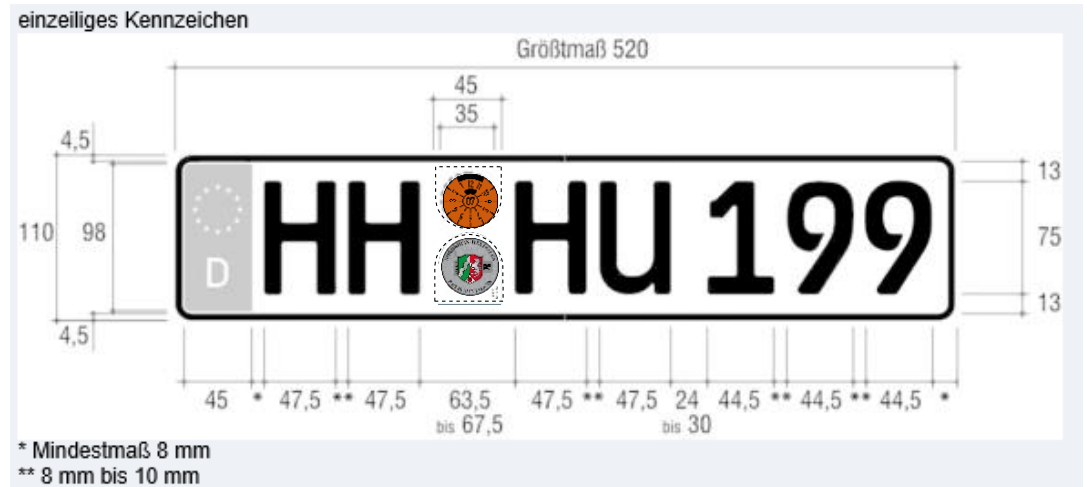 einzeiliges Kennzeichen
Größtmaß 520
45
35
4,5
13
110
98
D
HH HU 199
75
13
4,5
45 * 47,5 ** 47,5 63,5 47,5 ** 47,5 24 44,5 ** 44,5 ** 44,5 *
bis 67,5 bis 30
* Mindestmaß 8 mm
** 8 mm bis 10 mm